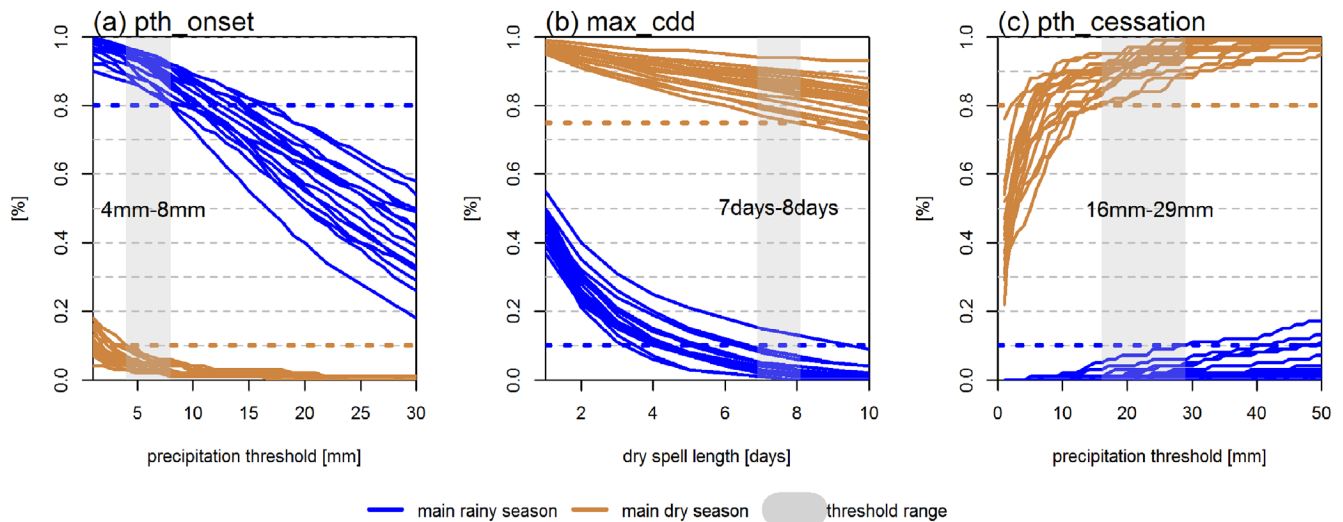 (a) pth_onset
[%]
1.0
0.8
0.6
0.4
0.2
0.0
4mm-8mm
5 10 15 20 25 30
precipitation threshold [mm]
(b) max_cdd
[%]
1.0
0.8
0.6
0.4
0.2
0.0
7days-8days
2 4 6 8 10
dry spell length [days]
(c) pth_cessation
[%]
1.0
0.8
0.6
0.4
0.2
0.0
16mm-29mm
0 10 20 30 40 50
precipitation threshold [mm]
main rainy season main dry season threshold range